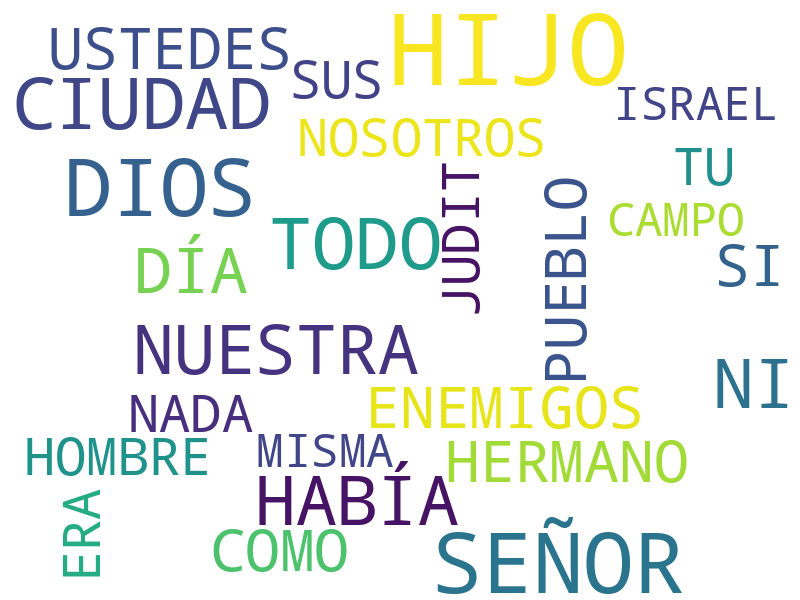 HIJO
USTEDES
SUS
CIUDAD
ISRAEL
NOSOTROS
TU
DIOS
JUDIT
PUEBLO
CAMPO
TODO
DÍA
SI
NUESTRA
NI
ENEMIGOS
NADA
HOMBRE
MISMA
HERMANO
HABÍA
ERA
COMO
SEÑOR